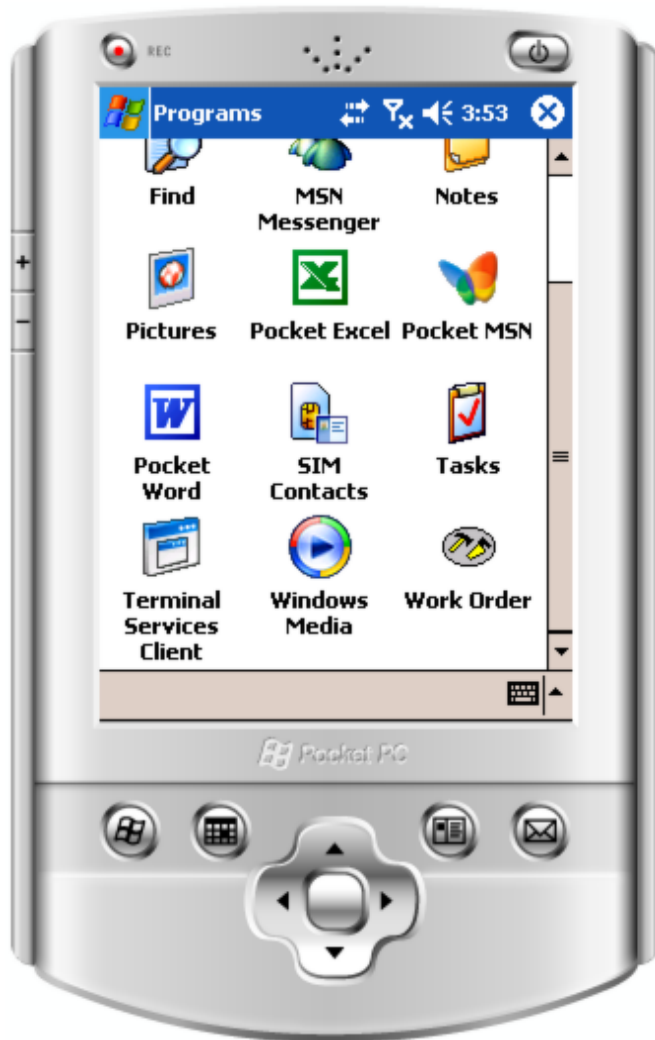 REC
Programs 3:53
Find MSN Notes
Messenger
Pictures Pocket Excel Pocket MSN
Pocket SIM Tasks
Word Contacts
Terminal Windows Work Order
Services Media
Client
Pocket PC